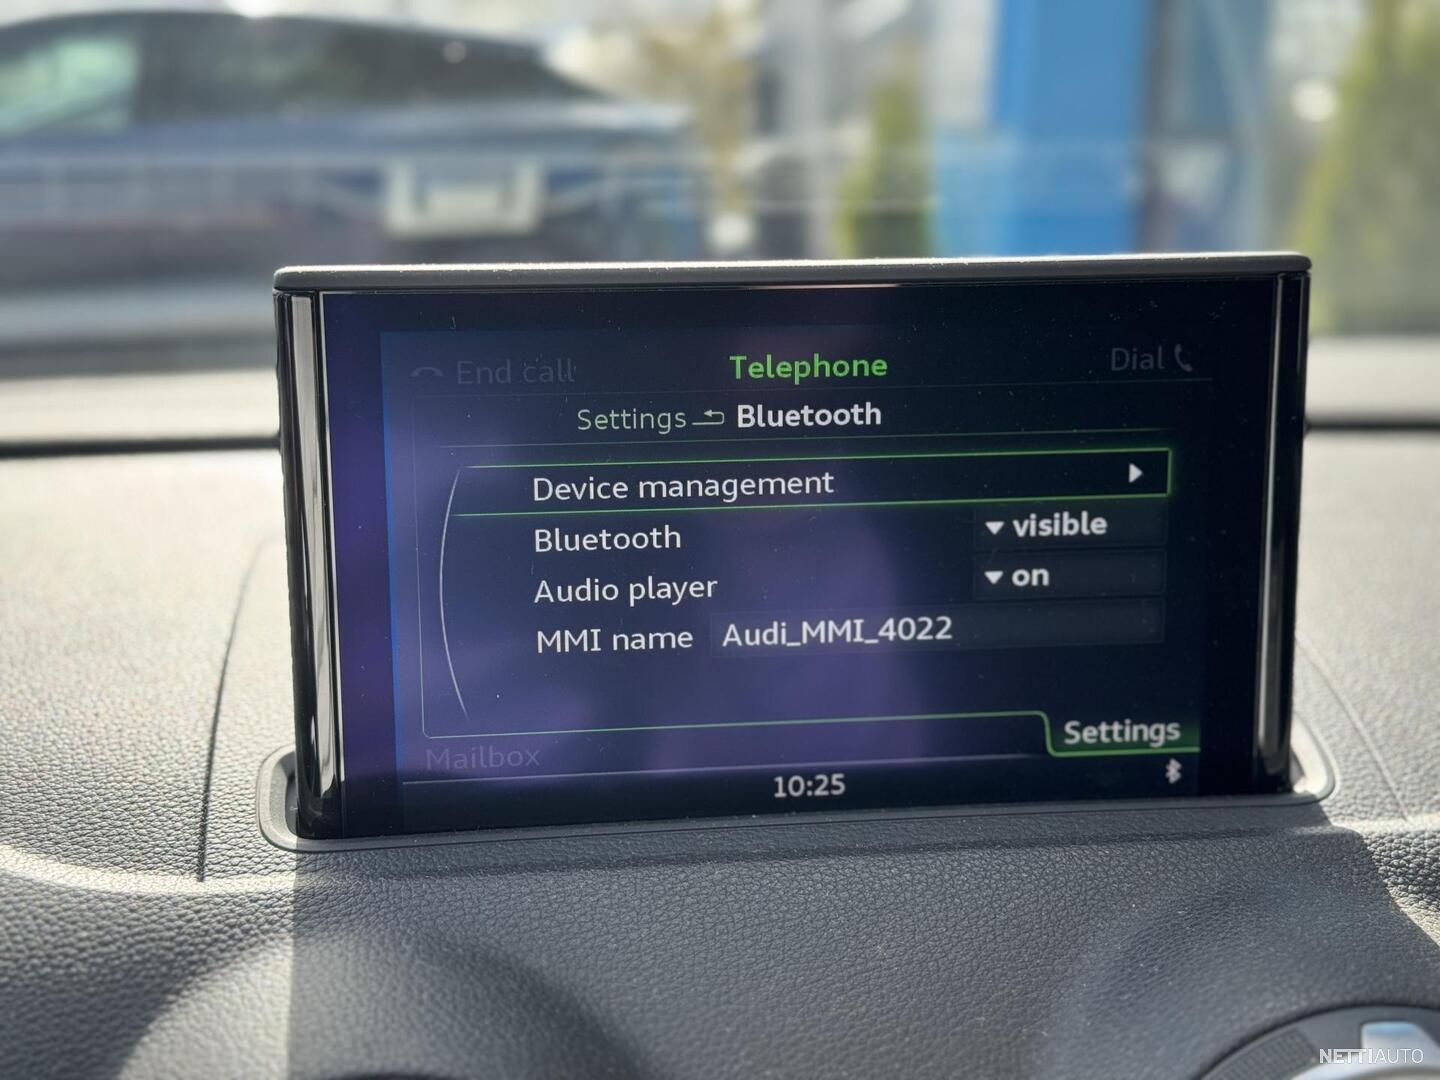 End call Telephone Dial
Settings Bluetooth
Device management
Bluetooth visible
Audio player on
MMI name Audi_MMI_4022
Settings
Mailbox
10:25
NETTIAUTO